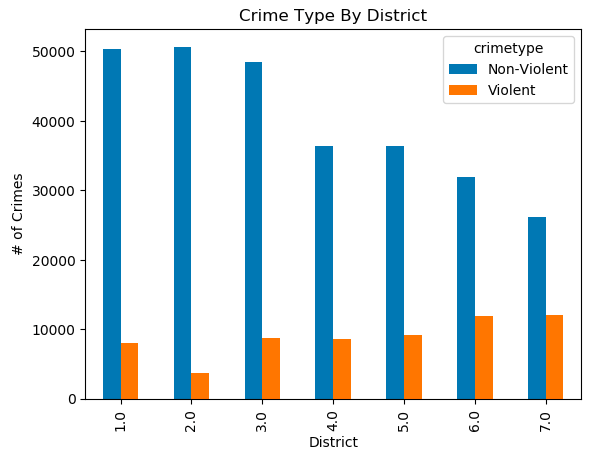 Crime Type By District
crimetype
Non-Violent
Violent
# of Crimes
50000
40000
30000
20000
10000
0
1.0
2.0
3.0
4.0
5.0
6.0
7.0
District